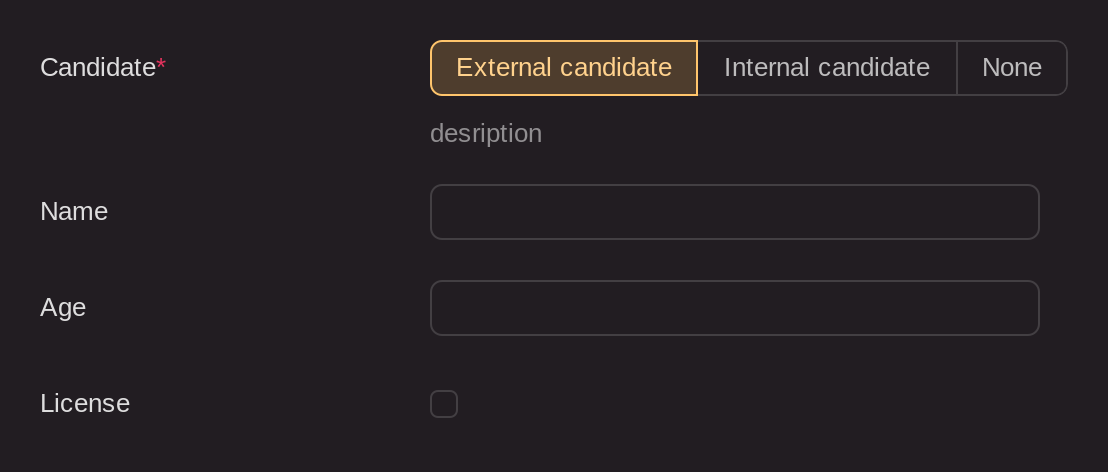 Candidate* External candidate Internal candidate None
desription
Name
Age
License